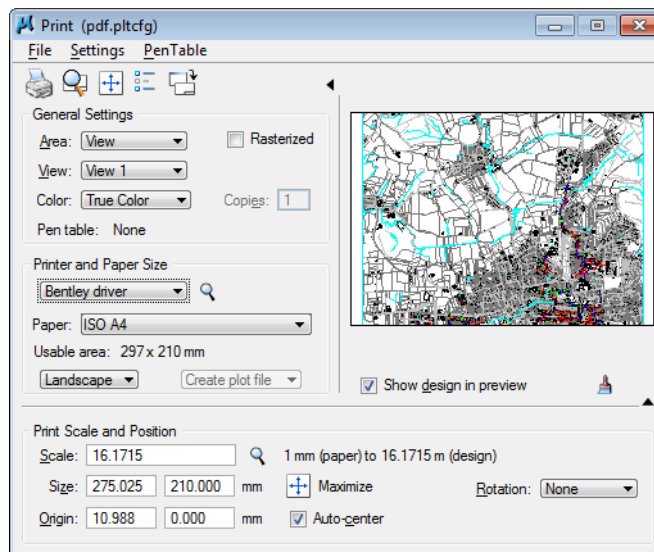 Print (pdf.pltcfg)
File Settings PenTable
General Settings
Area: View Rasterized
View: View 1
Color: True Color Copies: 1
Pen table: None
Printer and Paper Size
Bentley driver
Paper: ISO A4
Usable area: 297 x 210 mm
Landscape Create plot file
Show design in preview
Print Scale and Position
Scale: 16.1715 1 mm (paper) to 16.1715 m (design)
Size: 275.025 210.000 mm Maximize Rotation: None
Origin: 10.988 0.000 mm Auto-center